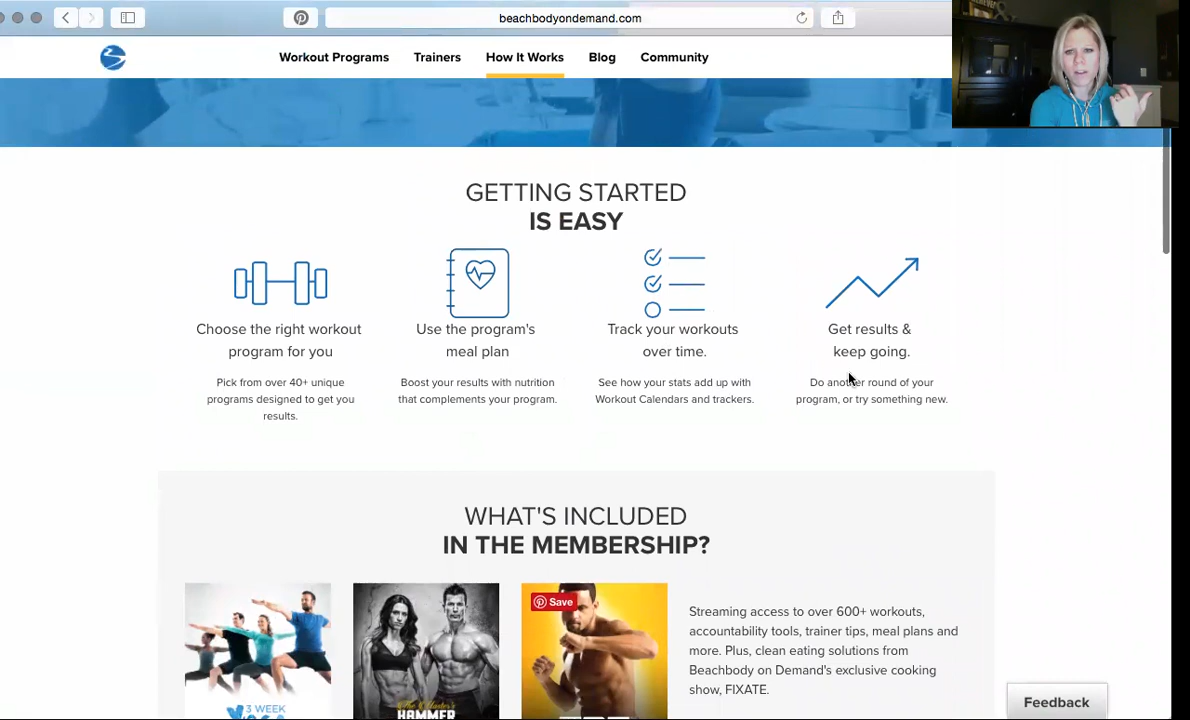 beachbodyondemand.com
Workout Programs
Trainers
How It Works
Blog
Community
GETTING STARTED
IS EASY
Choose the right workout
program for you
Pick from over 40+ unique
programs designed to get you
results.
Use the program's
meal plan
Boost your results with nutrition
that complements your program.
Track your workouts
over time.
See how your stats add up with
Workout Calendars and trackers.
Get results &
keep going.
Do another round of your
program, or try something new.
WHAT'S INCLUDED
IN THE MEMBERSHIP?
Save
3 WEEK
HAMMER
Streaming access to over 600+ workouts,
accountability tools, trainer tips, meal plans and
more. Plus, clean eating solutions from
Beachbody on Demand's exclusive cooking
show, FIXATE.
Feedback